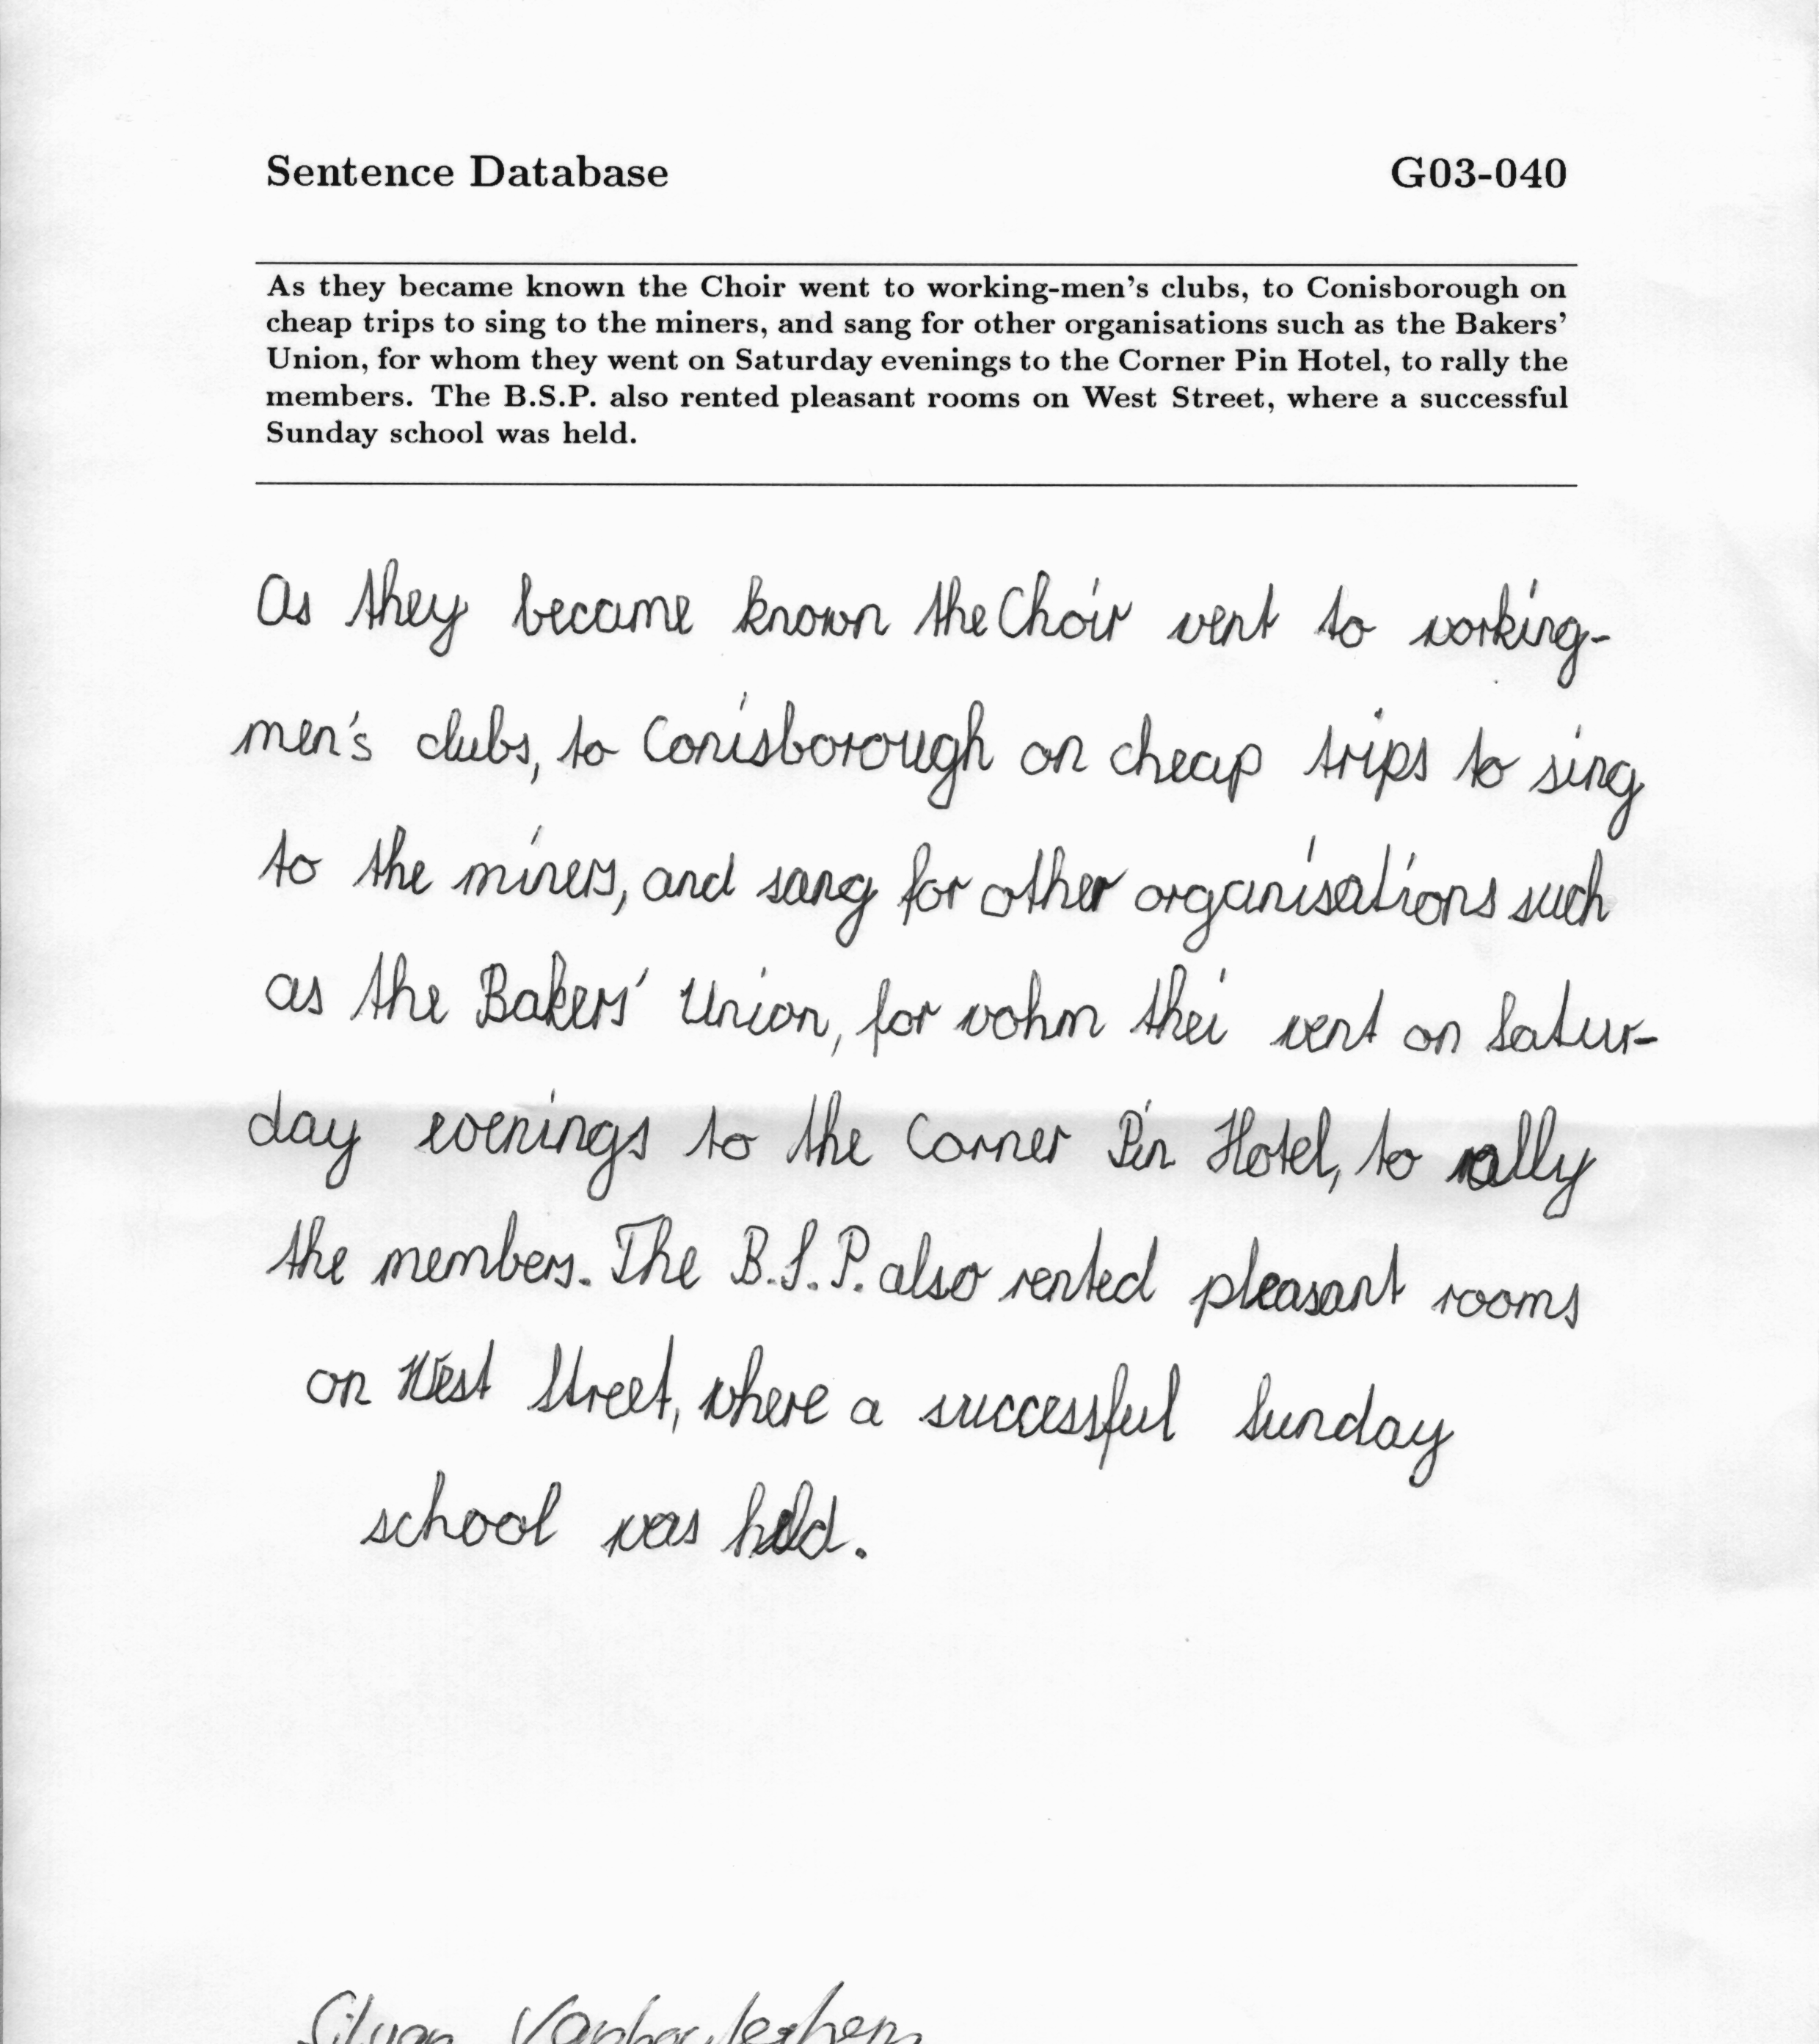 Sentence Database G03-040
As they became known the Choir went to working-men's clubs, to Conisborough on
cheap trips to sing to the miners, and sang for other organisations such as the Bakers'
Union, for whom they went on Saturday evenings to the Corner Pin Hotel, to rally the
members. The B.S.P. also rented pleasant rooms on West Street, where a successful
Sunday school was held.
As they became known the Choir went to working-
men's clubs, to Conisborough on cheap trips to sing
to the miners, and sang for other organisations such
as the Bakers' Union, for wohm thei went on Satur-
day evenings to the Corner Pin Hotel, to rally
the members. The B.S.P. also rented pleasant rooms
on West Street, where a successful Sunday
school was held.